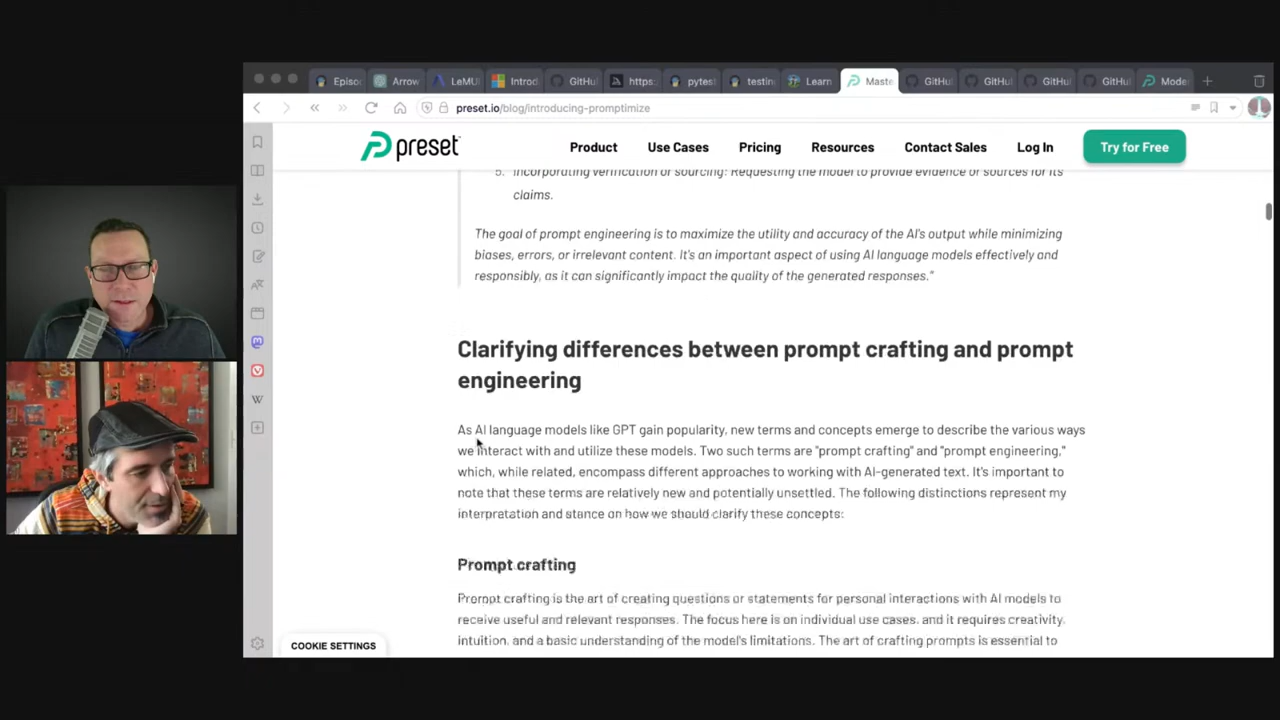 Episoc
Arrow
LeMU
Introd
GitHu
https:
pytest
testin
Learn
Maste
GitHu
GitHu
GitHu
GitHu
Mode
preset.io/blog/introducing-promptimize
preset
Product
Use Cases
Pricing
Resources
Contact Sales
Log In
Try for Free
5. Incorporating verification or sourcing: Requesting the model to provide evidence or sources for its
claims.
The goal of prompt engineering is to maximize the utility and accuracy of the AI's output while minimizing
biases, errors, or irrelevant content. It's an important aspect of using AI language models effectively and
responsibly, as it can significantly impact the quality of the generated responses."
Clarifying differences between prompt crafting and prompt
engineering
As AI language models like GPT gain popularity, new terms and concepts emerge to describe the various ways
we interact with and utilize these models. Two such terms are "prompt crafting" and "prompt engineering,"
which, while related, encompass different approaches to working with AI-generated text. It's important to
note that these terms are relatively new and potentially unsettled. The following distinctions represent my
interpretation and stance on how we should clarify these concepts:
Prompt crafting
Prompt crafting is the art of creating questions or statements for personal interactions with AI models to
receive useful and relevant responses. The focus here is on individual use cases, and it requires creativity,
intuition, and a basic understanding of the model's limitations. The art of crafting prompts is essential to
COOKIE SETTINGS
W